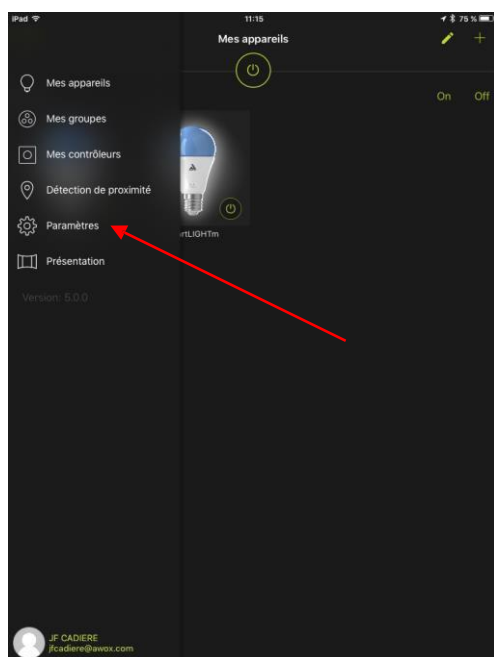 iPad 11:15 75 %
Mes appareils
Mes appareils
On Off
Mes groupes
Mes contrôleurs
Détection de proximité
Paramètres
rtLIGHTm
Présentation
Version: 5.0.0
JF CADIERE
jfcadiere@awox.com